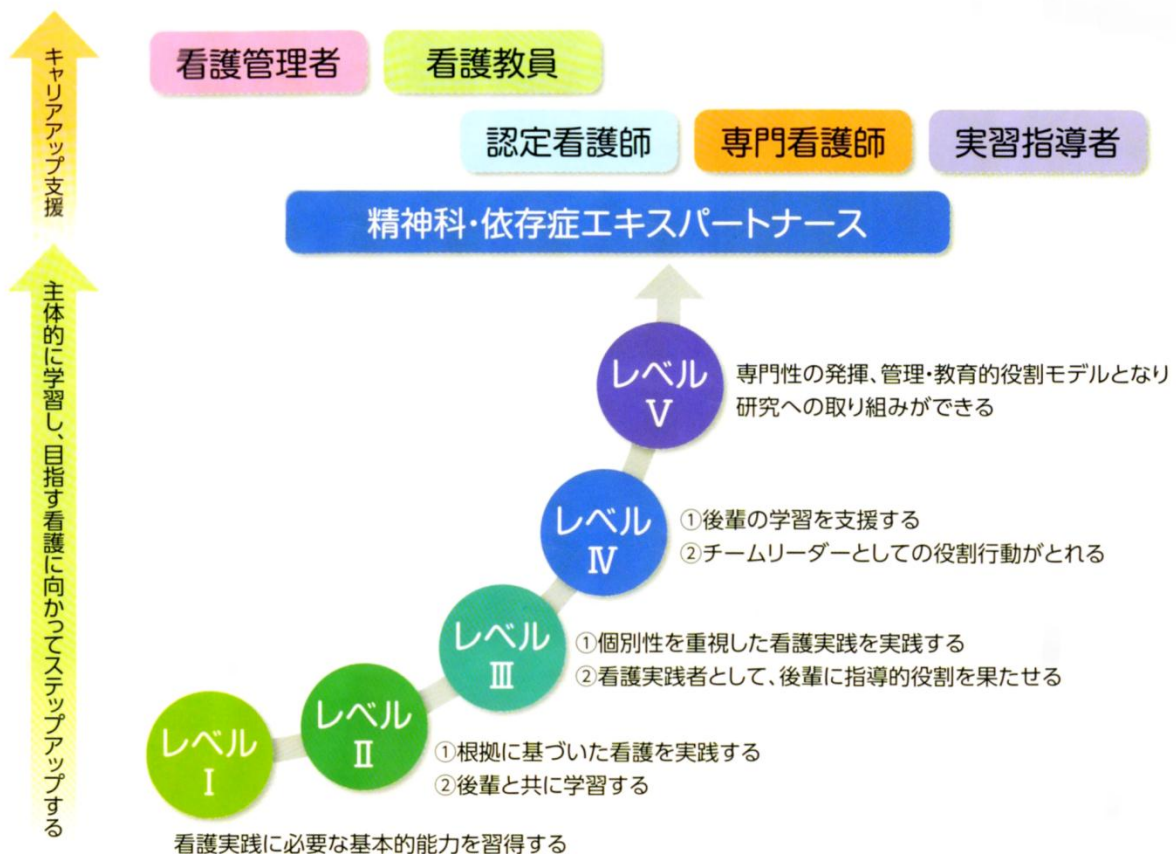 キャリアアップ支援
看護管理者
看護教員
認定看護師
専門看護師
実習指導者
精神科・依存症エキスパートナース
主体的に学習し、目指す看護に向かってステップアップする
レベル
Ⅴ
専門性の発揮、管理・教育的役割モデルとなり
研究への取り組みができる
レベル
Ⅳ
①後輩の学習を支援する
②チームリーダーとしての役割行動がとれる
レベル
Ⅲ
①個別性を重視した看護実践を実践する
②看護実践者として、後輩に指導的役割を果たせる
レベル
Ⅱ
①根拠に基づいた看護を実践する
②後輩と共に学習する
レベル
Ⅰ
看護実践に必要な基本的能力を習得する